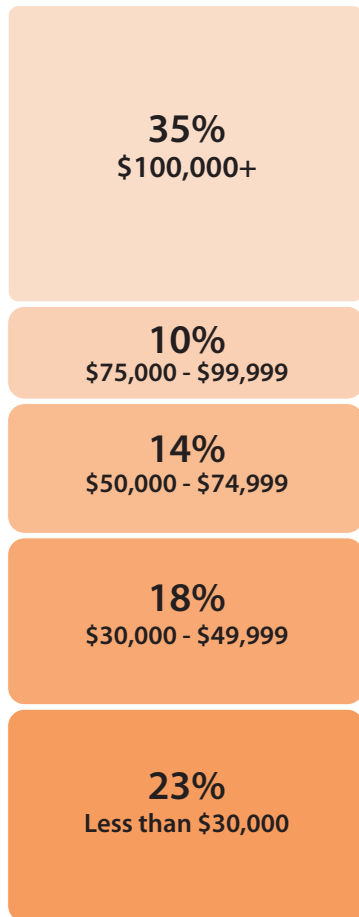 35%
$100,000+
10%
$75,000 - $99,999
14%
$50,000 - $74,999
18%
$30,000 - $49,999
23%
Less than $30,000